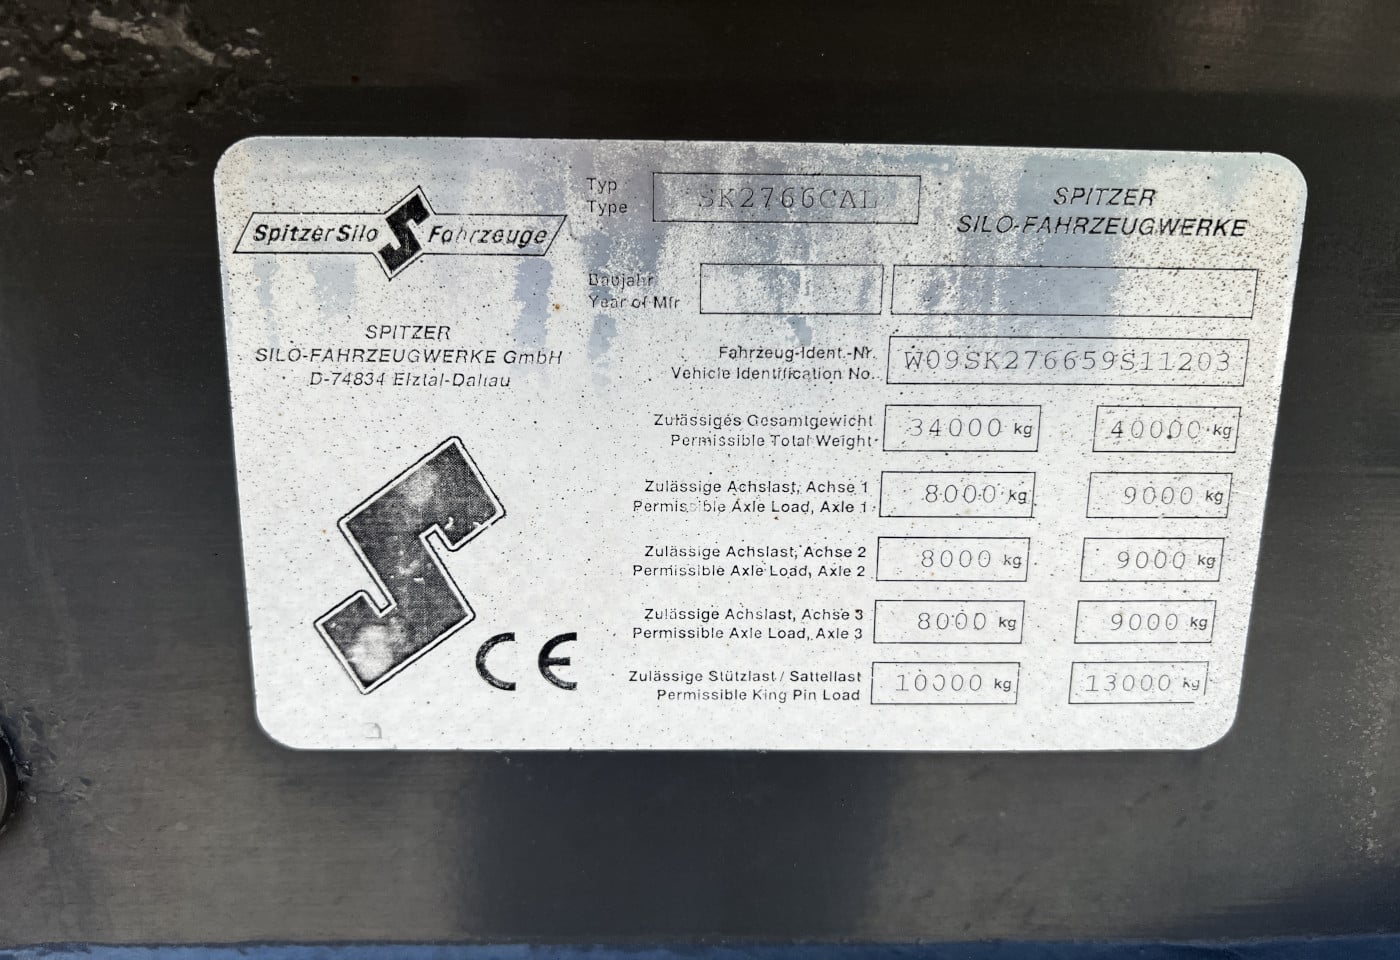 SpitzerSilo Fahrzeuge
Typ
Type
SK2766CAL
SPITZER
SILO-FAHRZEUGWERKE
Baujahr
Year of Mfr
SPITZER
SILO-FAHRZEUGWERKE GmbH
D-74834 Elztal-Dallau
Fahrzeug-Ident.-Nr.
Vehicle Identification No.
W09SK276659S11203
Zulässiges Gesamtgewicht
Permissible Total Weight
34000 kg 40000 kg
Zulässige Achslast, Achse 1
Permissible Axle Load, Axle 1
8000 kg 9000 kg
Zulässige Achslast, Achse 2
Permissible Axle Load, Axle 2
8000 kg 9000 kg
Zulässige Achslast, Achse 3
Permissible Axle Load, Axle 3
8000 kg 9000 kg
Zulässige Stützlast / Sattellast
Permissible King Pin Load
10000 kg 13000 kg
CE